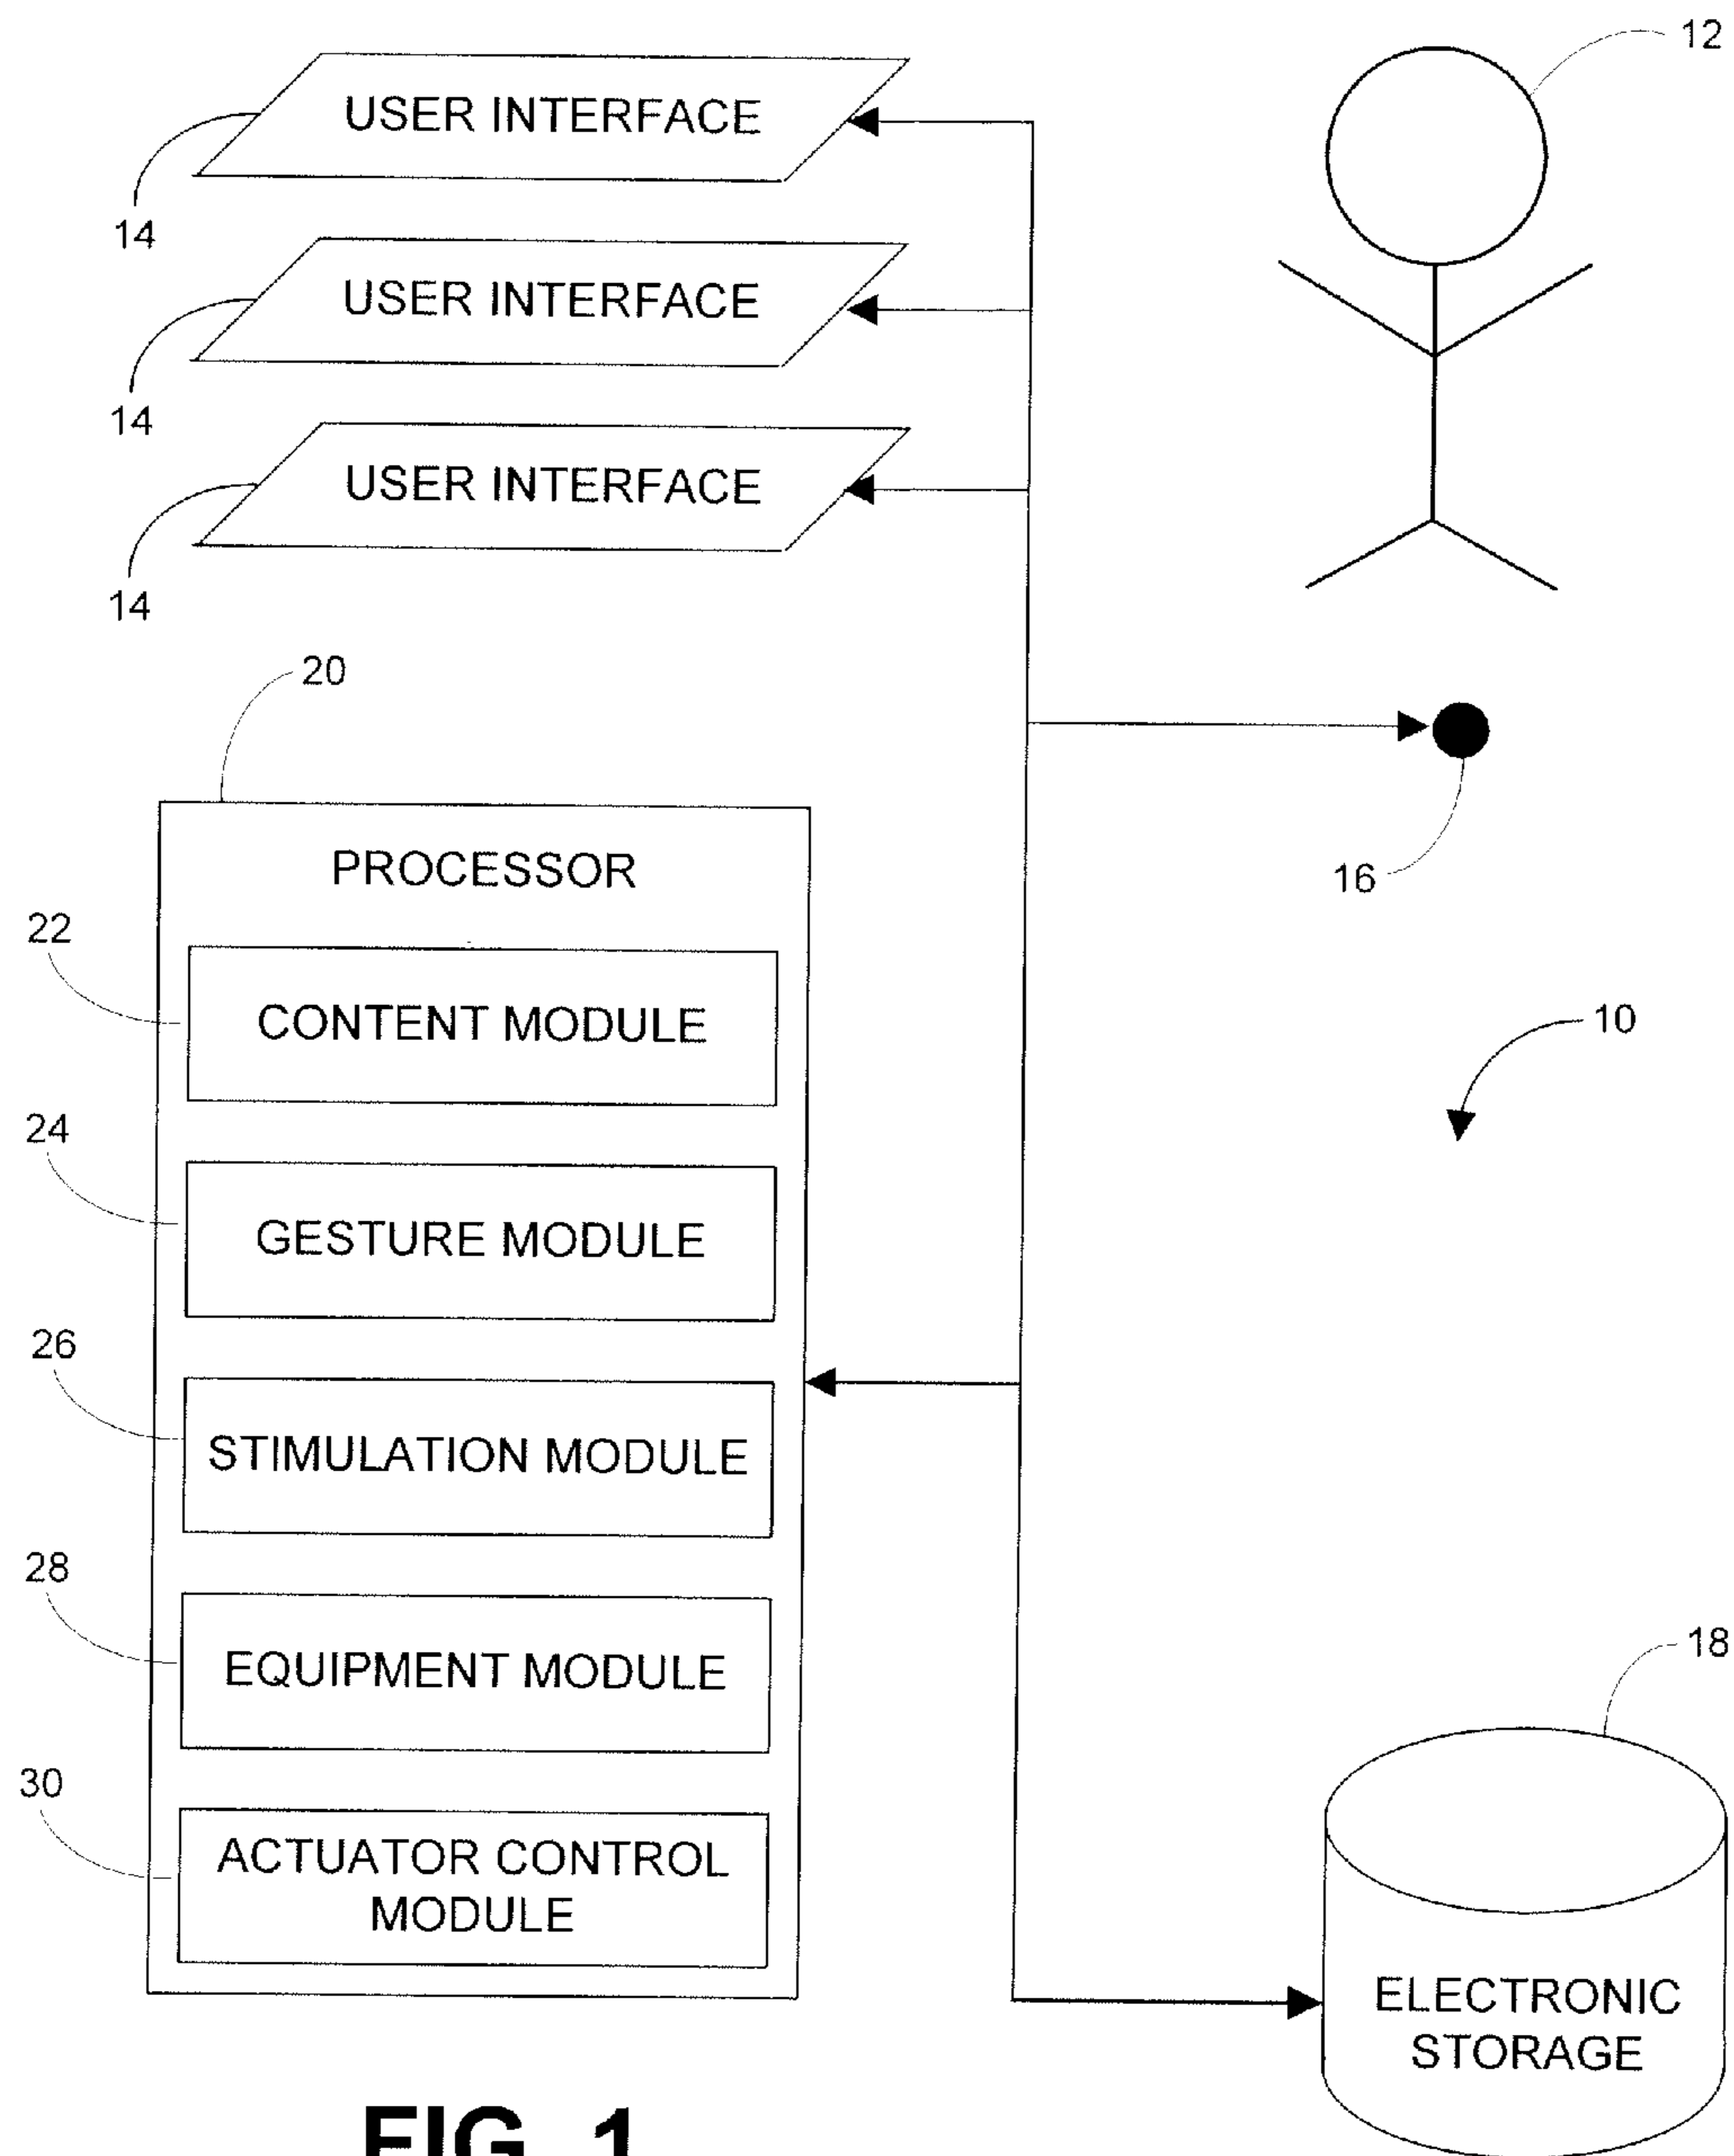 12
USER INTERFACE
14
USER INTERFACE
14
USER INTERFACE
14
20
16
PROCESSOR
22
CONTENT MODULE
10
24
GESTURE MODULE
26
STIMULATION MODULE
28
EQUIPMENT MODULE
18
30
ACTUATOR CONTROL
MODULE
ELECTRONIC
STORAGE
FIG. 1